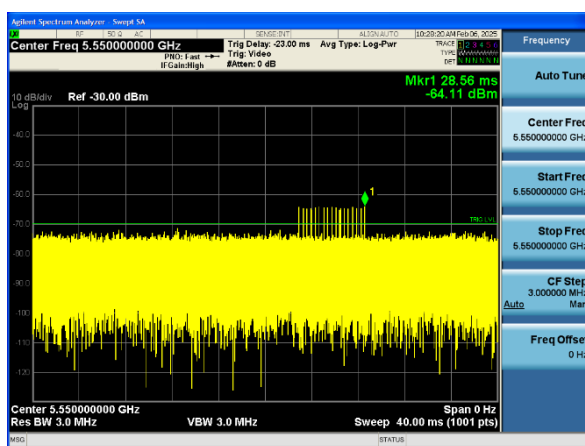 Agilent Spectrum Analyzer - Swept SA
RF 50 Ω AC SENSE:INT ALIGN AUTO 10:20:20 AM Feb 06, 2025
Center Freq 5.550000000 GHz
PNO: Fast
IFGain:High
Trig Delay: -23.00 ms
Trig: Video
#Atten: 0 dB
Avg Type: Log-Pwr
TRACE 1 2 3 4 5 6
TYPE
DET N N N N N N
Mkr1 28.56 ms
-64.11 dBm
10 dB/div Ref -30.00 dBm
Log
-40.0
-50.0
-60.0
-70.0
-80.0
-90.0
-100
-110
-120
1
TRIG LVL
Center 5.550000000 GHz Span 0 Hz
Res BW 3.0 MHz VBW 3.0 MHz Sweep 40.00 ms (1001 pts)
MSG STATUS
Frequency
Auto Tune
Center Freq
5.550000000 GHz
Start Freq
5.550000000 GHz
Stop Freq
5.550000000 GHz
CF Step
3.000000 MHz
Auto Man
Freq Offset
0 Hz